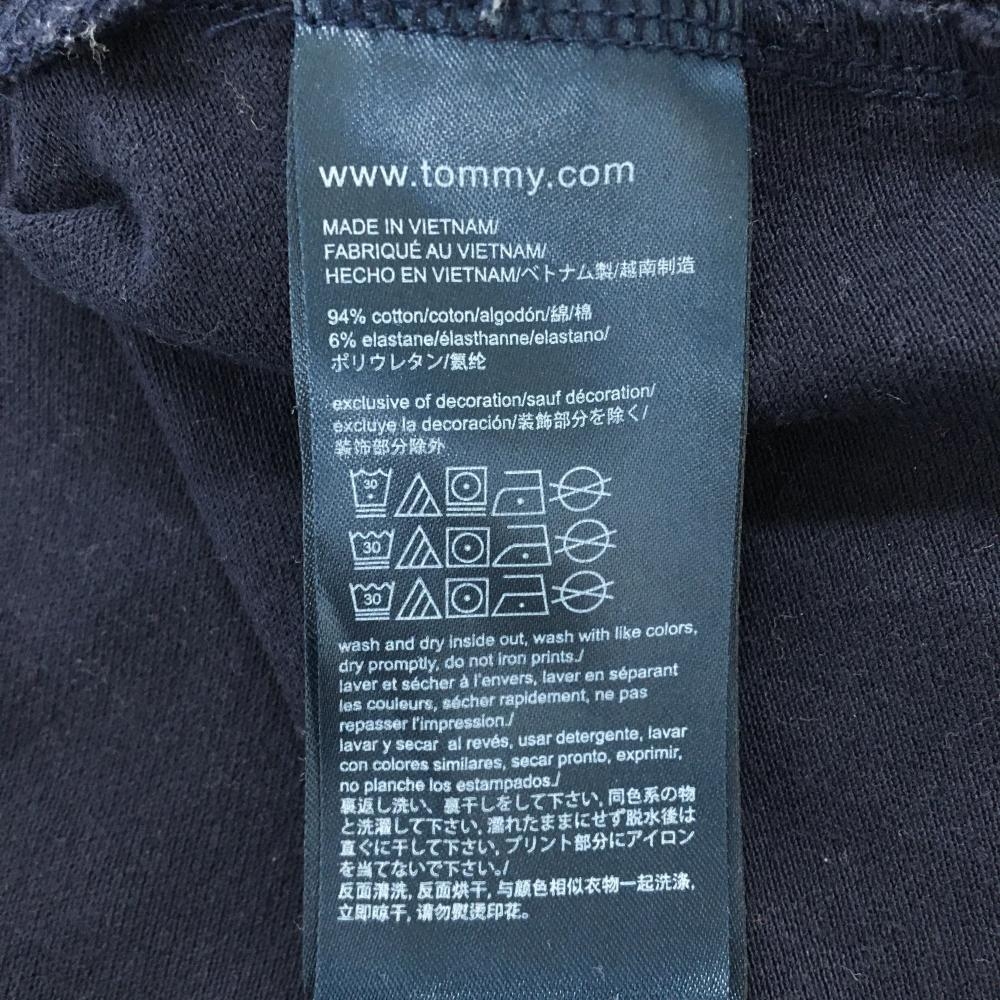 www.tommy.com
MADE IN VIETNAM/
FABRIQUÉ AU VIETNAM/
HECHO EN VIETNAM/ベトナム製/越南制造
94% cotton/coton/algodón/綿/棉
6% elastane/élasthanne/elastano/
ポリウレタン/氨纶
exclusive of decoration/sauf décoration/
excluye la decoración/装飾部分を除く/
装饰部分除外
30
30
30
wash and dry inside out, wash with like colors,
dry promptly, do not iron prints./
laver et sécher à l'envers, laver en séparant
les couleurs, sécher rapidement, ne pas
repasser l'impression./
lavar y secar al revés, usar detergente, lavar
con colores similares, secar pronto, exprimir,
no planche los estampados./
裏返し洗い、裏干しをして下さい, 同色系の物
と洗濯して下さい, 濡れたままにせず脱水後は
直ぐに干して下さい, プリント部分にアイロン
を当てないで下さい。/
反面清洗, 反面烘干, 与颜色相似衣物一起洗涤,
立即晾干, 请勿熨烫印花。